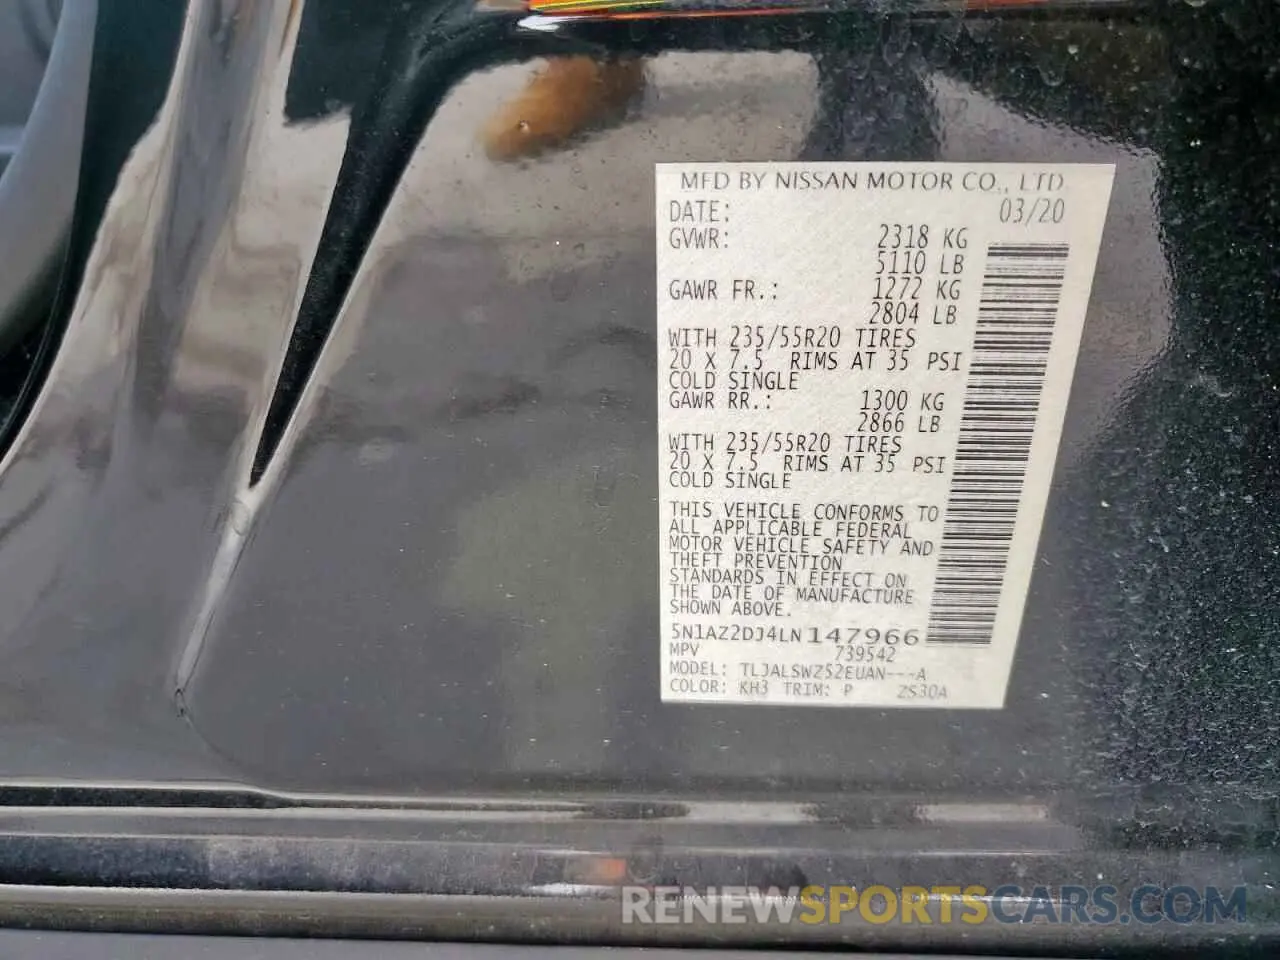 MFD BY NISSAN MOTOR CO., LTD
DATE: 03/20
GVWR: 2318 KG
5110 LB
GAWR FR.: 1272 KG
2804 LB
WITH 235/55R20 TIRES
20 X 7.5 RIMS AT 35 PSI
COLD SINGLE
GAWR RR.: 1300 KG
2866 LB
WITH 235/55R20 TIRES
20 X 7.5 RIMS AT 35 PSI
COLD SINGLE
THIS VEHICLE CONFORMS TO
ALL APPLICABLE FEDERAL
MOTOR VEHICLE SAFETY AND
THEFT PREVENTION
STANDARDS IN EFFECT ON
THE DATE OF MANUFACTURE
SHOWN ABOVE.
5N1AZ2DJ4LN147966
MPV 739542
MODEL: TLJALSWZ52EUAN---A
COLOR: KH3 TRIM: P ZS30A
RENEWSPORTSCARS.COM